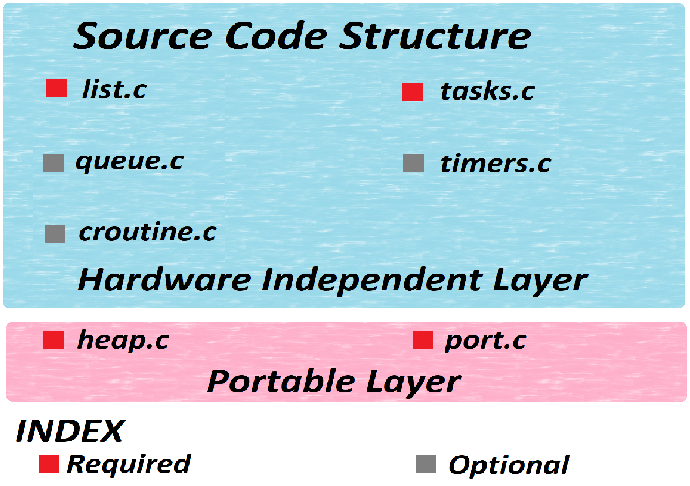 Source Code Structure
list.c tasks.c
queue.c timers.c
croutine.c
Hardware Independent Layer
heap.c port.c
Portable Layer
INDEX
Required Optional